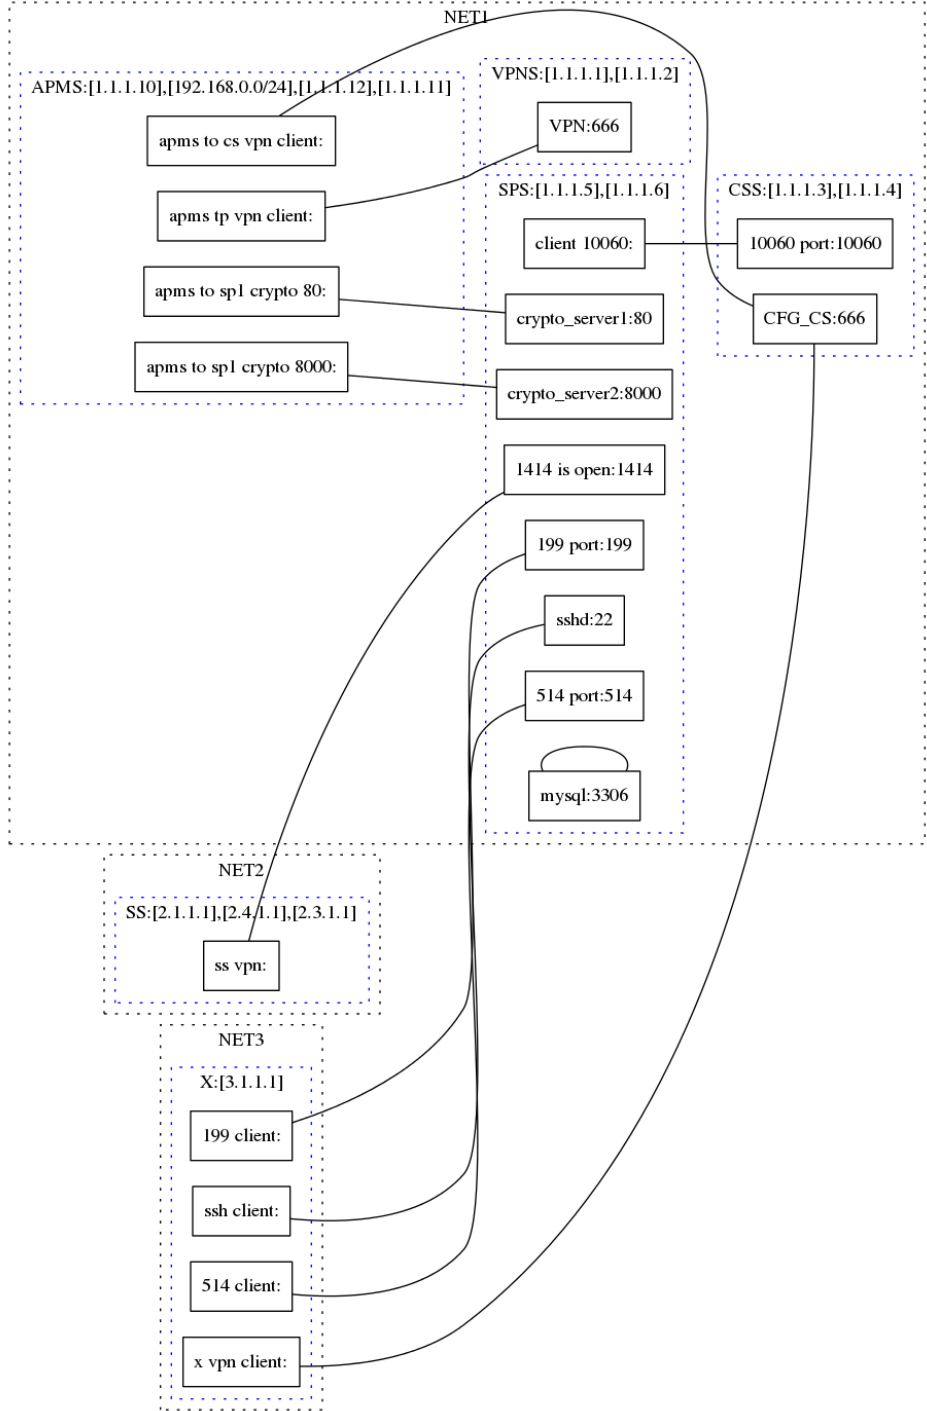 NET1
APMS:[1.1.1.10],[192.168.0.0/24],[1.1.1.12],[1.1.1.11]
apms to cs vpn client:
apms tp vpn client:
apms to sp1 crypto 80:
apms to sp1 crypto 8000:
VPNS:[1.1.1.1],[1.1.1.2]
VPN:666
SPS:[1.1.1.5],[1.1.1.6]
client 10060:
crypto_server1:80
crypto_server2:8000
1414 is open:1414
199 port:199
sshd:22
514 port:514
mysql:3306
CSS:[1.1.1.3],[1.1.1.4]
10060 port:10060
CFG_CS:666
NET2
SS:[2.1.1.1],[2.4.1.1],[2.3.1.1]
ss vpn:
NET3
X:[3.1.1.1]
199 client:
ssh client:
514 client:
x vpn client: